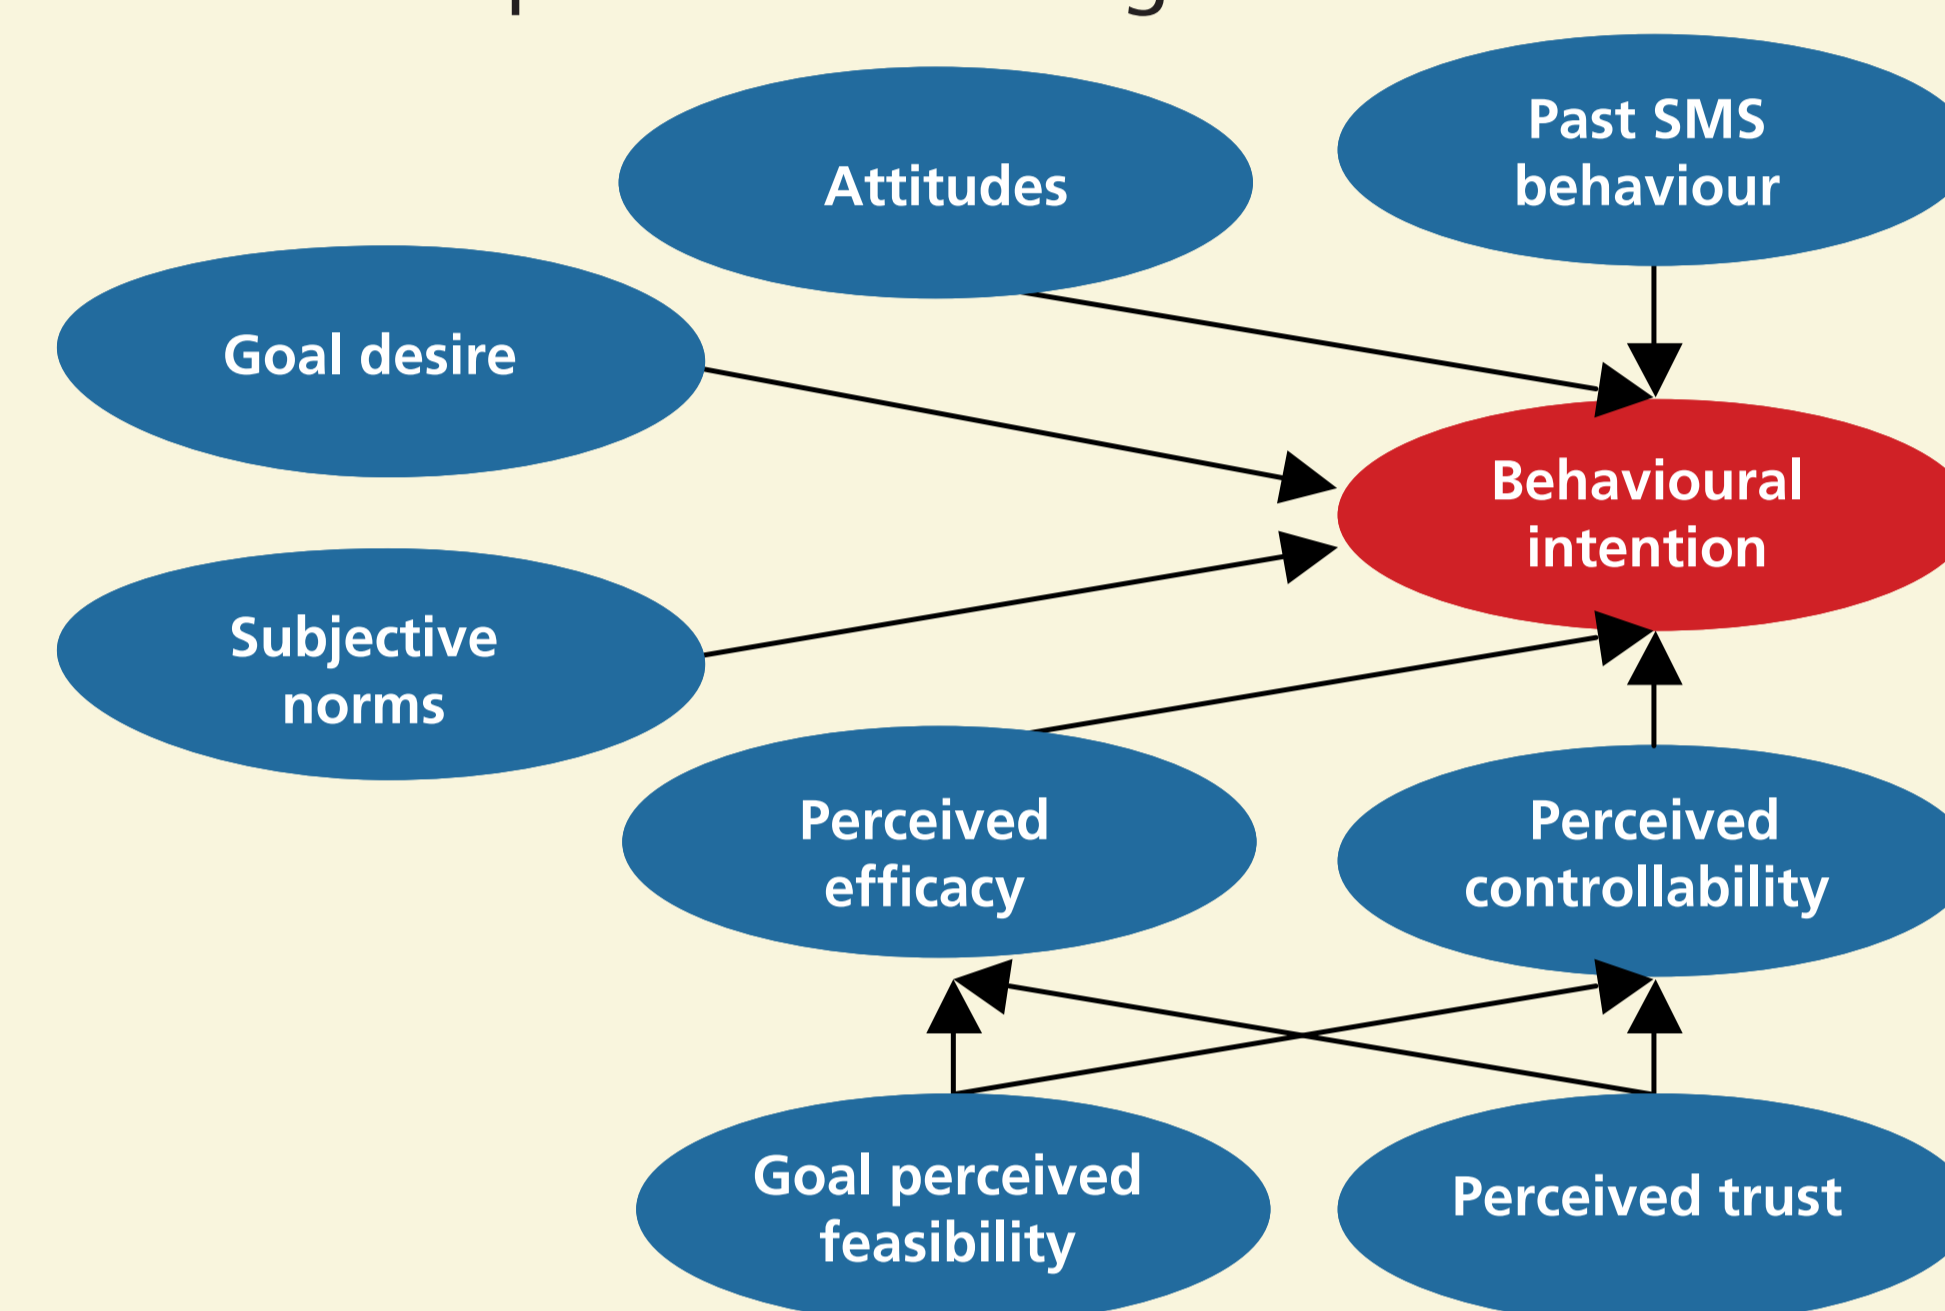 Attitudes
Past SMS
behaviour
Goal desire
Behavioural
intention
Subjective
norms
Perceived
efficacy
Perceived
controllability
Goal perceived
feasibility
Perceived trust